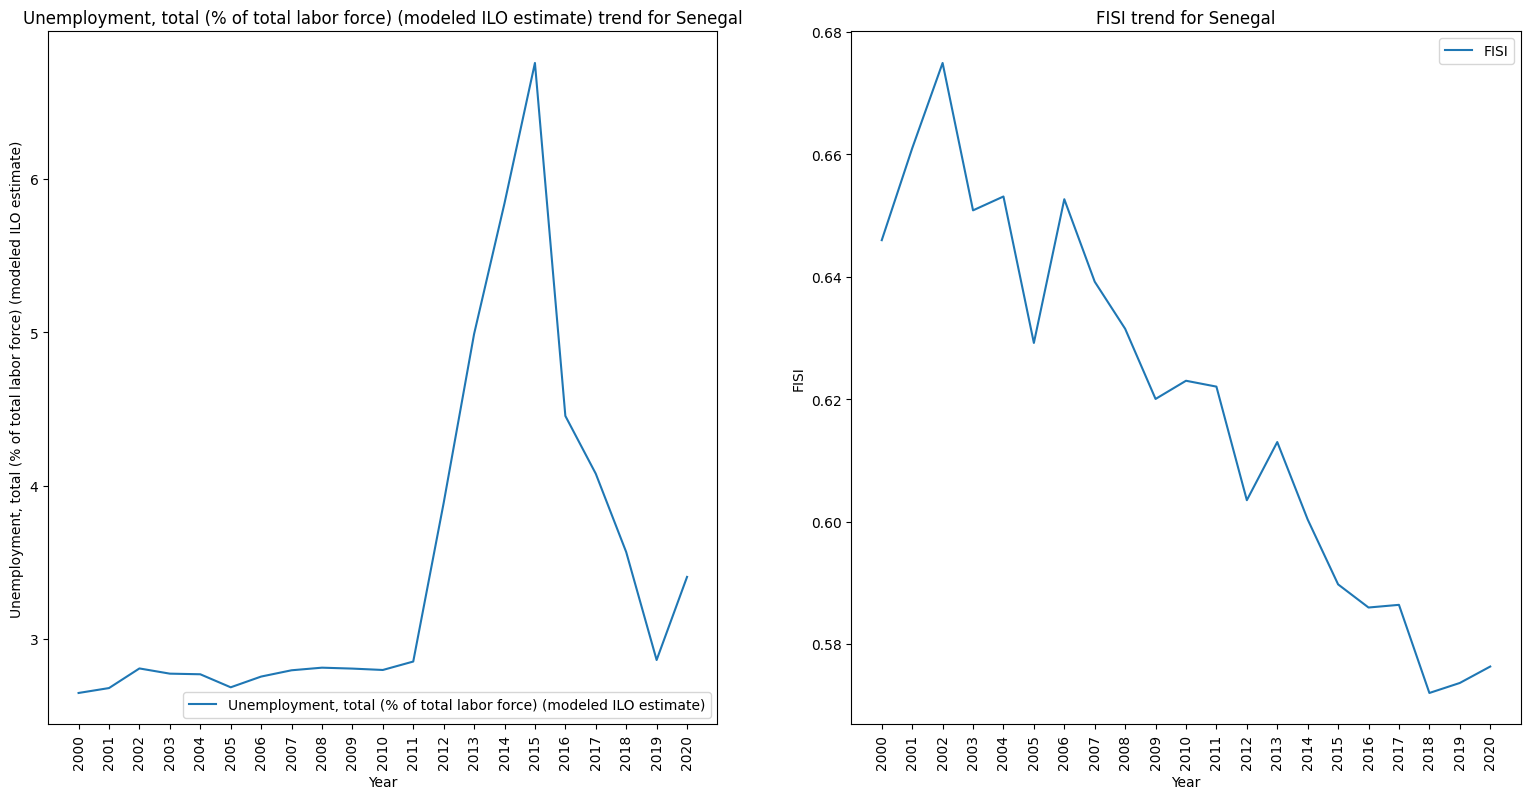 Unemployment, total (% of total labor force) (modeled ILO estimate) trend for Senegal
Unemployment, total (% of total labor force) (modeled ILO estimate)
6
5
4
3
Unemployment, total (% of total labor force) (modeled ILO estimate)
2000 2001 2002 2003 2004 2005 2006 2007 2008 2009 2010 2011 2012 2013 2014 2015 2016 2017 2018 2019 2020
Year
FISI trend for Senegal
FISI
FISI
0.68
0.66
0.64
0.62
0.60
0.58
2000 2001 2002 2003 2004 2005 2006 2007 2008 2009 2010 2011 2012 2013 2014 2015 2016 2017 2018 2019 2020
Year